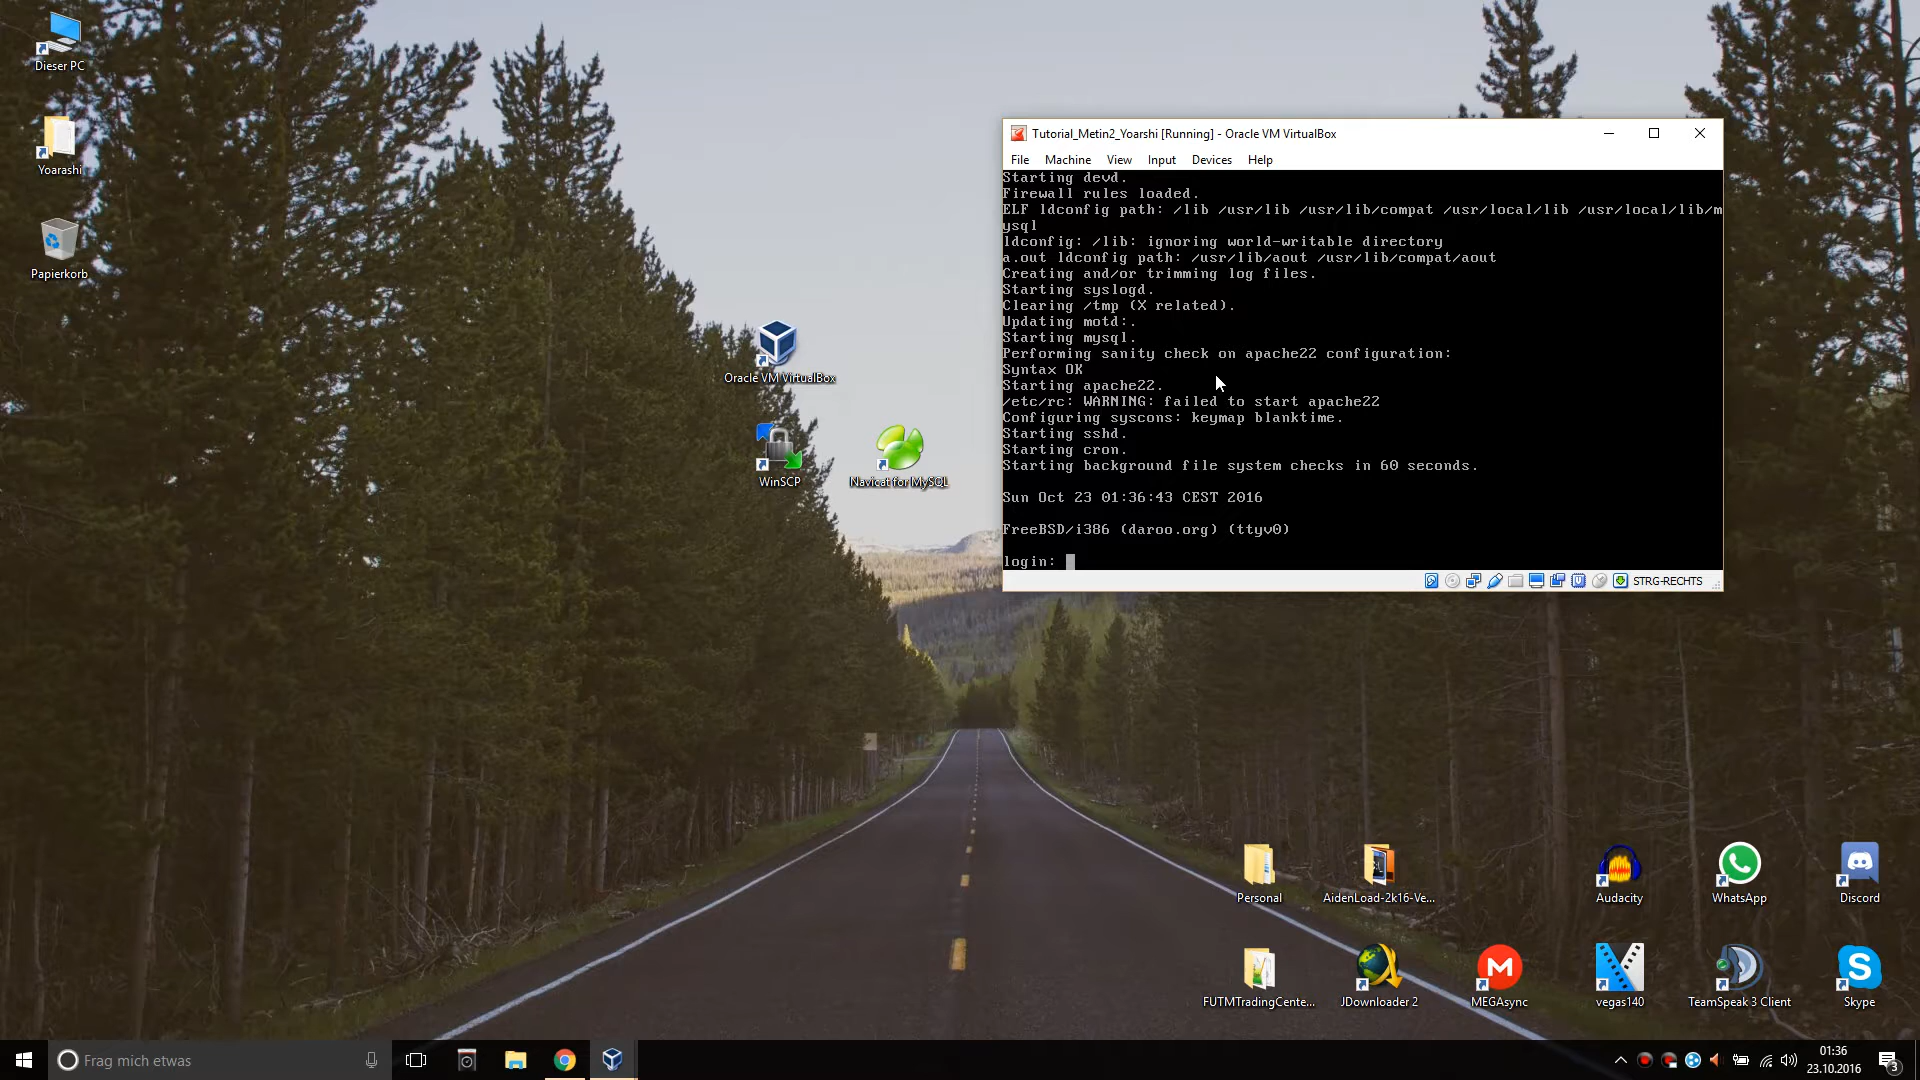 Dieser PC
Yoarashi
Papierkorb
Oracle VM VirtualBox
WinSCP
Navicat for MySQL
Tutorial_Metin2_Yoarshi [Running] - Oracle VM VirtualBox
File Machine View Input Devices Help
Starting devd.
Firewall rules loaded.
ELF ldconfig path: /lib /usr/lib /usr/lib/compat /usr/local/lib /usr/local/lib/m
ysql
ldconfig: /lib: ignoring world-writable directory
a.out ldconfig path: /usr/lib/aout /usr/lib/compat/aout
Creating and/or trimming log files.
Starting syslogd.
Clearing /tmp (X related).
Updating motd:.
Starting mysql.
Performing sanity check on apache22 configuration:
Syntax OK
Starting apache22.
/etc/rc: WARNING: failed to start apache22
Configuring syscons: keymap blanktime.
Starting sshd.
Starting cron.
Starting background file system checks in 60 seconds.
Sun Oct 23 01:36:43 CEST 2016
FreeBSD/i386 (daroo.org) (ttyv0)
login:
STRG-RECHTS
Personal
AidenLoad-2k16-Ve...
Audacity
WhatsApp
Discord
FUTMTradingCente...
JDownloader 2
MEGAsync
vegas140
TeamSpeak 3 Client
Skype
Frag mich etwas
01:36
23.10.2016
3